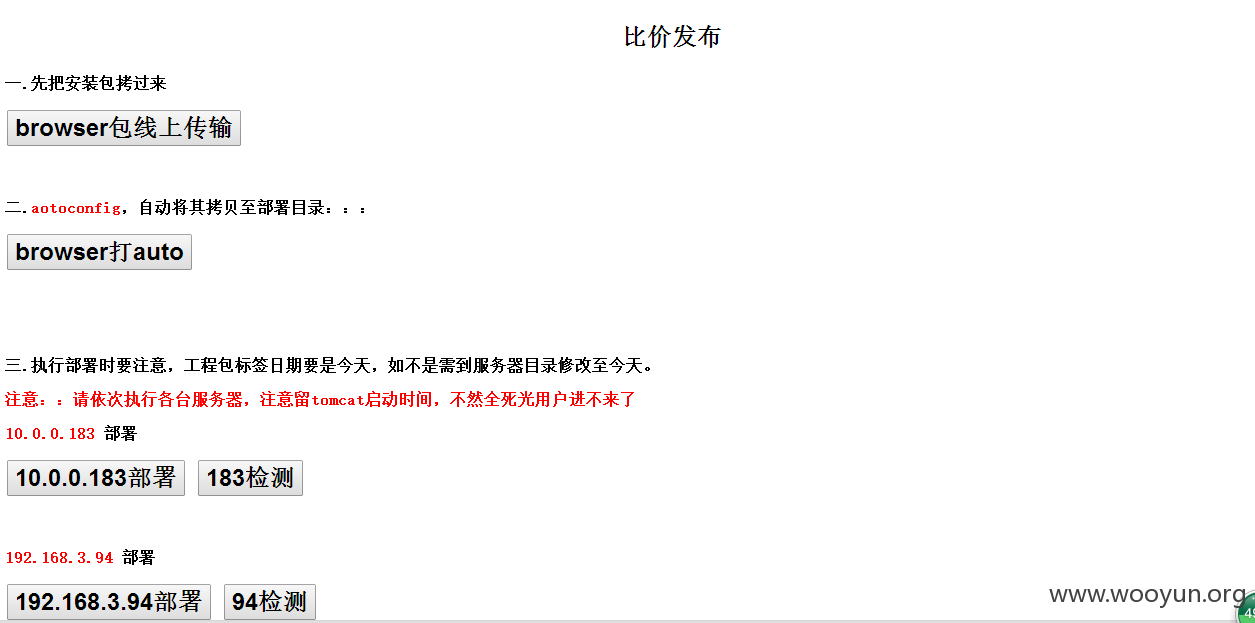 比价发布
一.先把安装包拷过来
browser包线上传输
二.aotoconfig，自动将其拷贝至部署目录：：：
browser打auto
三.执行部署时要注意，工程包标签日期要是今天，如不是需到服务器目录修改至今天。
注意：：请依次执行各台服务器，注意留tomcat启动时间，不然全死光用户进不来了
10.0.0.183 部署
10.0.0.183部署 183检测
192.168.3.94 部署
192.168.3.94部署 94检测
www.wooyun.org